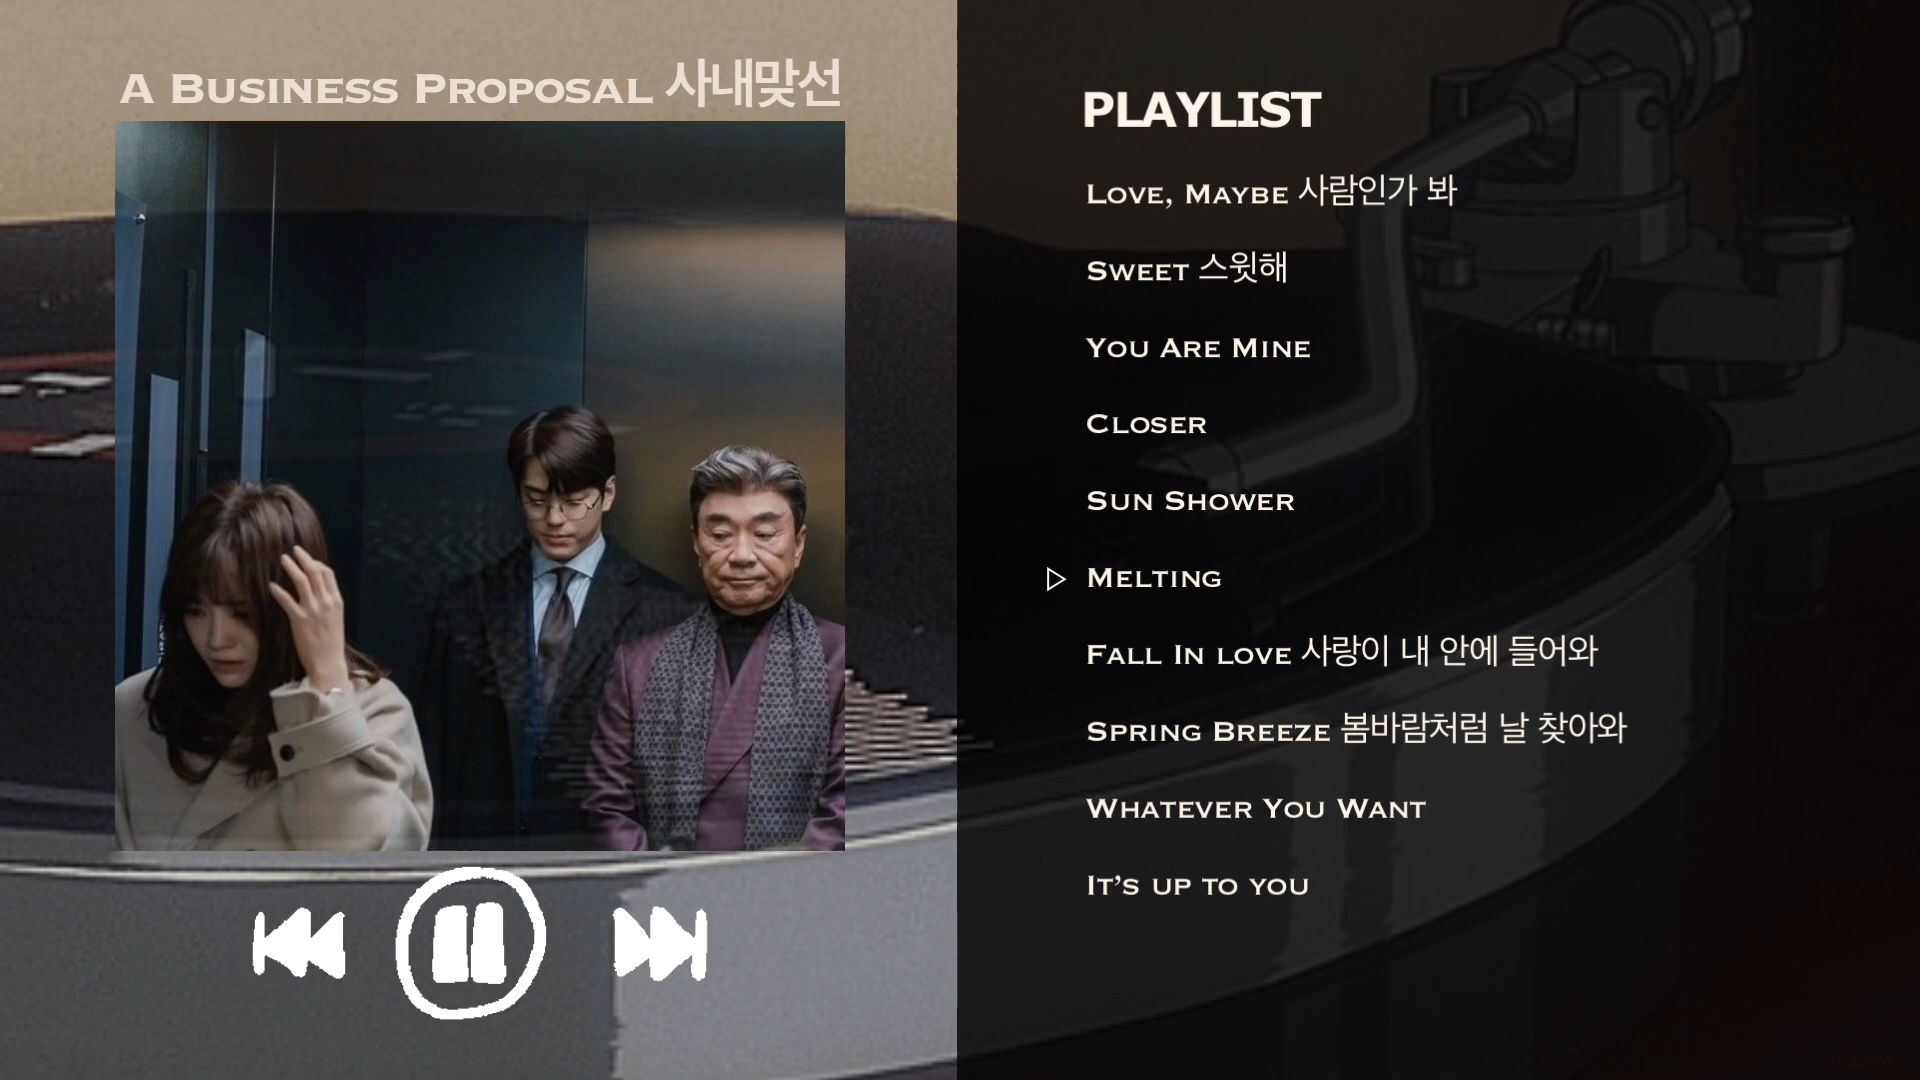 A Business Proposal 사내맞선
PLAYLIST
Love, Maybe 사람인가 봐
Sweet 스윗해
You Are Mine
Closer
Sun Shower
Melting
Fall In love 사랑이 내 안에 들어와
Spring Breeze 봄바람처럼 날 찾아와
Whatever You Want
It’s up to you